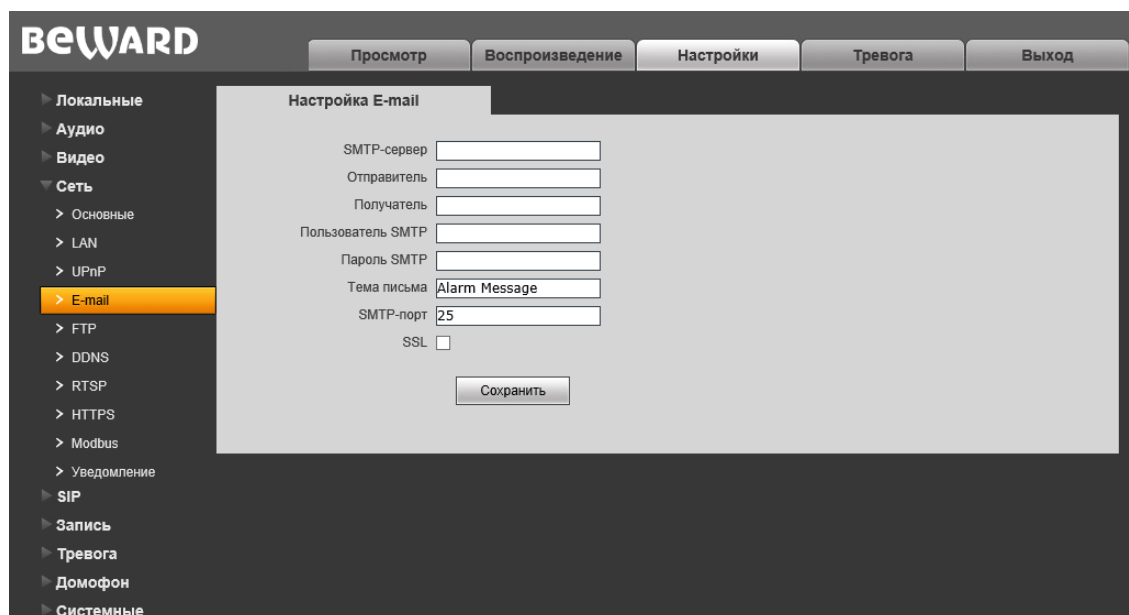 BEWARD
Просмотр
Воспроизведение
Настройки
Тревога
Выход
Локальные
Аудио
Видео
Сеть
Основные
LAN
UPnP
E-mail
FTP
DDNS
RTSP
HTTPS
Modbus
Уведомление
SIP
Запись
Тревога
Домофон
Системные
Настройка E-mail
SMTP-сервер
Отправитель
Получатель
Пользователь SMTP
Пароль SMTP
Тема письма Alarm Message
SMTP-порт 25
SSL
Сохранить